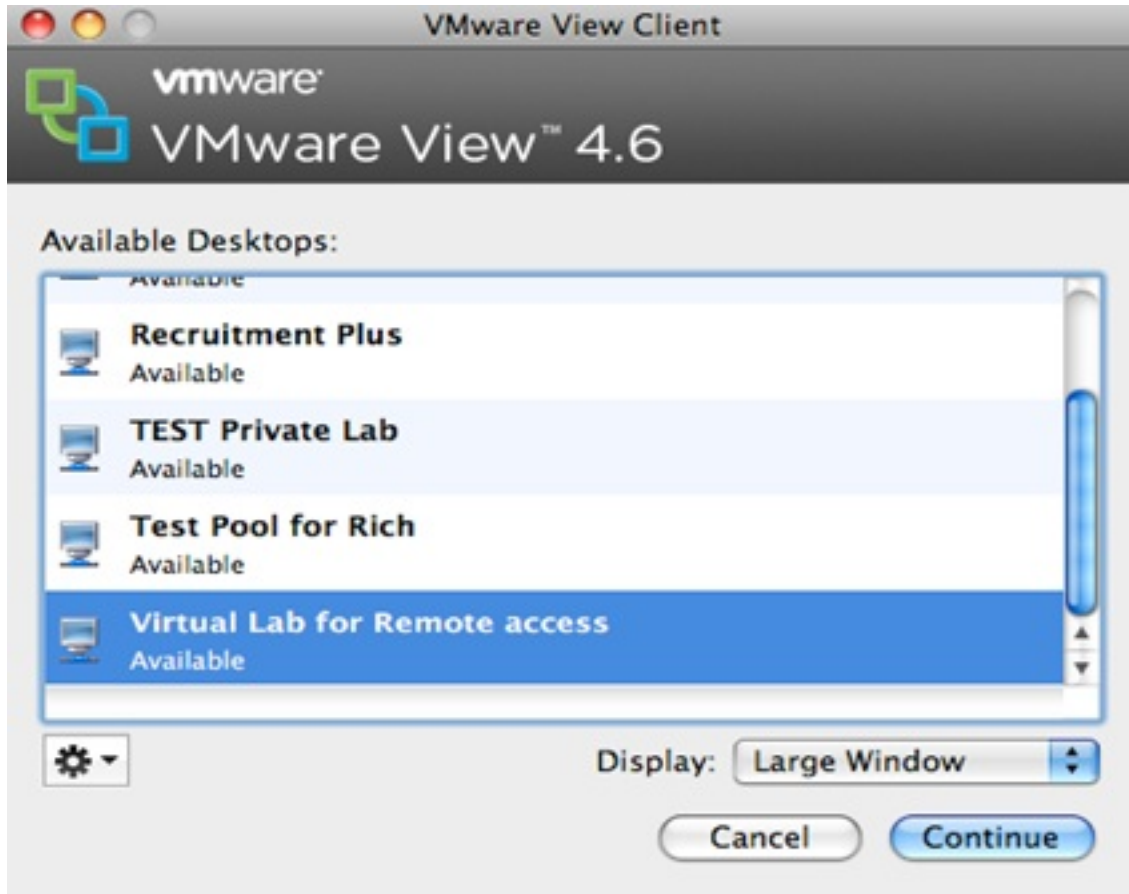 VMware View Client
vmware
VMware View™ 4.6
Available Desktops:
Available
Recruitment Plus
Available
TEST Private Lab
Available
Test Pool for Rich
Available
Virtual Lab for Remote access
Available
Display: Large Window
Cancel Continue